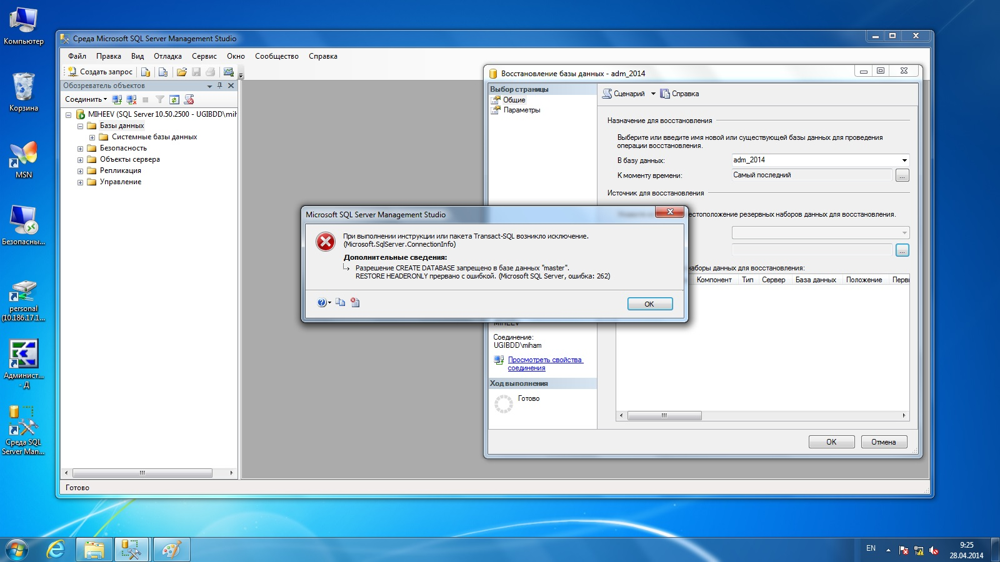 Компьютер
Корзина
MSN
Безопасны...
personal
(10.186.17.1...
Админист...
- Д
Среда SQL
Server Man...
Среда Microsoft SQL Server Management Studio
Файл Правка Вид Отладка Сервис Окно Сообщество Справка
Создать запрос
Обозреватель объектов
Соединить
MIHEEV (SQL Server 10.50.2500 - UGIBDD\mih
Базы данных
Системные базы данных
Безопасность
Объекты сервера
Репликация
Управление
Готово
Восстановление базы данных - adm_2014
Выбор страницы
Общие
Параметры
Сценарий Справка
Назначение для восстановления
Выберите или введите имя новой или существующей базы данных для проведения
операции восстановления.
В базу данных: adm_2014
К моменту времени: Самый последний ...
Источник для восстановления
естоположение резервных наборов данных для восстановления.
...
наборы данных для восстановления:
Компонент Тип Сервер База данных Положение Перв
MIHEEV
Соединение:
UGIBDD\miham
Просмотреть свойства
соединения
Ход выполнения
Готово
OK Отмена
Microsoft SQL Server Management Studio
При выполнении инструкции или пакета Transact-SQL возникло исключение.
(Microsoft.SqlServer.ConnectionInfo)
Дополнительные сведения:
Разрешение CREATE DATABASE запрещено в базе данных "master".
RESTORE HEADERONLY прервано с ошибкой. (Microsoft SQL Server, ошибка: 262)
OK
EN
9:25
28.04.2014